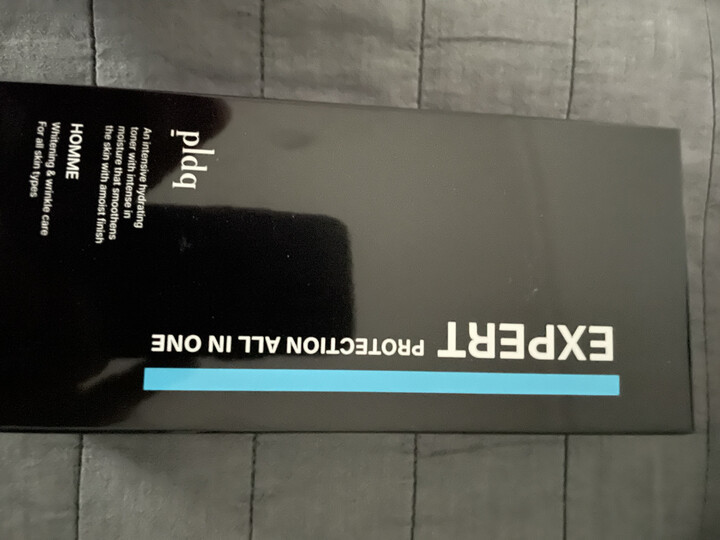 EXPERT PROTECTION ALL IN ONE
pldq
An intensive hydrating
toner with intense in
moisture that smoothens
the skin with amoist finish
HOMME
Whitening & wrinkle care
For all skin types